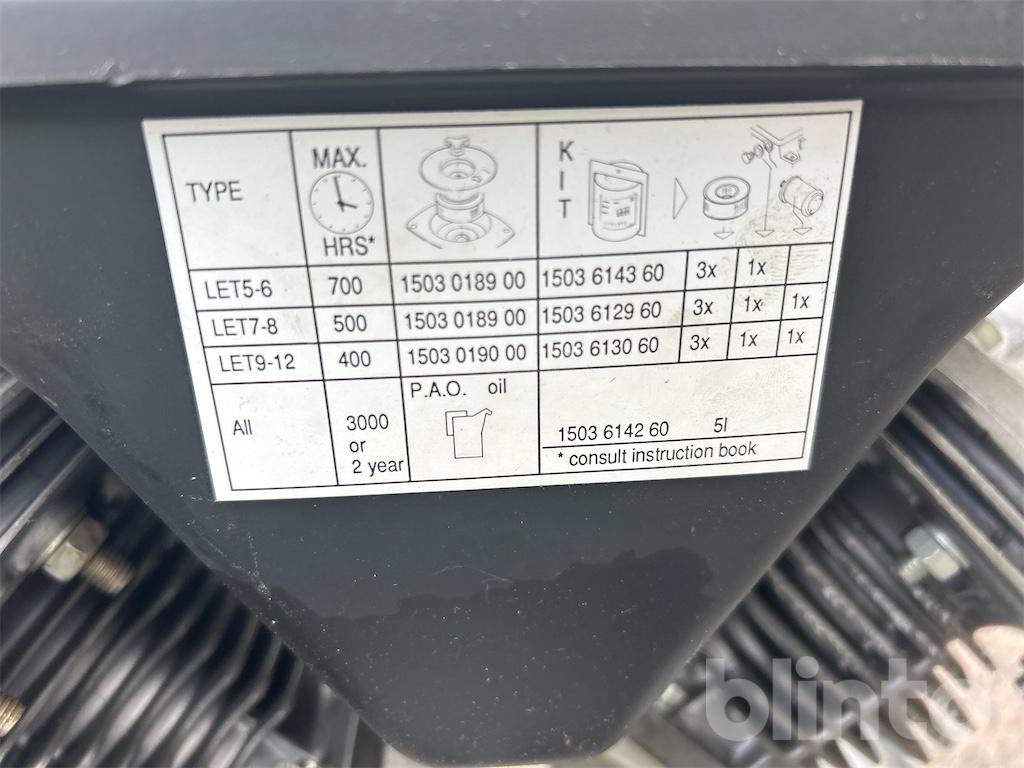 TYPE MAX. HRS* KIT
LET5-6 700 1503 0189 00 1503 6143 60 3x 1x
LET7-8 500 1503 0189 00 1503 6129 60 3x 1x 1x
LET9-12 400 1503 0190 00 1503 6130 60 3x 1x 1x
All 3000 or 2 year P.A.O. oil 1503 6142 60 5l
* consult instruction book
blinto